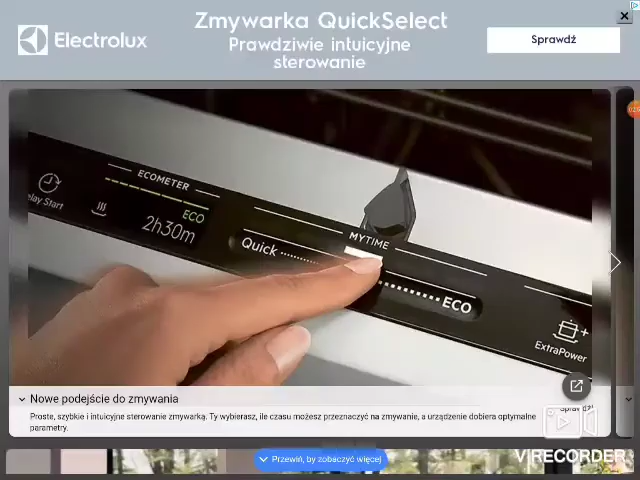 Electrolux
Zmywarka QuickSelect
Prawdziwie intuicyjne
sterowanie
Sprawdź
ECOMETER
Delay Start
ECO
2h30m
MYTIME
Quick
ECO
ExtraPower
Nowe podejście do zmywania
Sprawdź
Proste, szybkie i intuicyjne sterowanie zmywarką. Ty wybierasz, ile czasu możesz przeznaczyć na zmywanie, a urządzenie dobiera optymalne
parametry.
Przewiń, by zobaczyć więcej
VIRECORDER